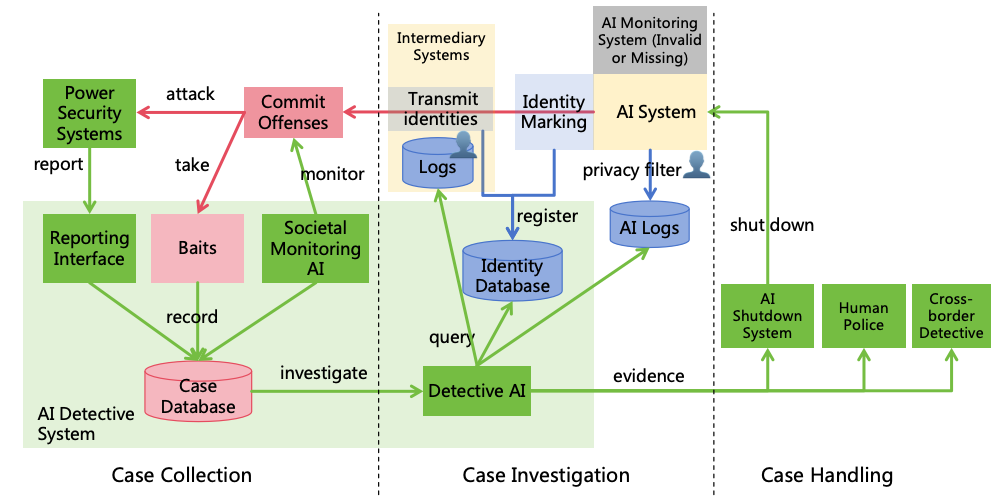 Intermediary
Systems
AI Monitoring
System (Invalid
or Missing)
Power
Security
Systems
attack
Commit
Offenses
Transmit
identities
Identity
Marking
AI System
report
take
monitor
Logs
privacy filter
Reporting
Interface
Baits
Societal
Monitoring
AI
register
AI Logs
shut down
Identity
Database
record
query
AI
Shutdown
System
Human
Police
Cross-
border
Detective
Case
Database
investigate
Detective AI
evidence
AI Detective
System
Case Collection
Case Investigation
Case Handling